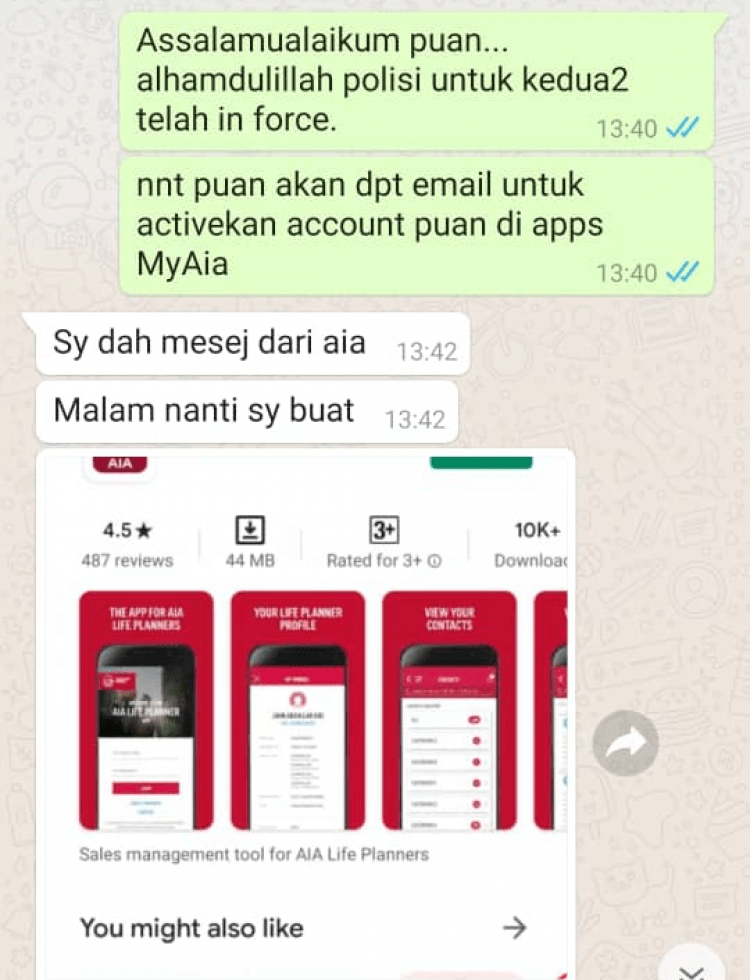 Assalamualaikum puan...
alhamdulillah polisi untuk kedua2
telah in force.
13:40
nnt puan akan dpt email untuk
activekan account puan di apps
MyAia
13:40
Sy dah mesej dari aia
13:42
Malam nanti sy buat
13:42
AIA
4.5★
3+
10K+
487 reviews
44 MB
Rated for 3+
Downloa
THE APP FOR AIA
LIFE PLANNERS
YOUR LIFE PLANNER
PROFILE
VIEW YOUR
CONTACTS
AIA LIFE PLANNER
Sales management tool for AIA Life Planners
You might also like